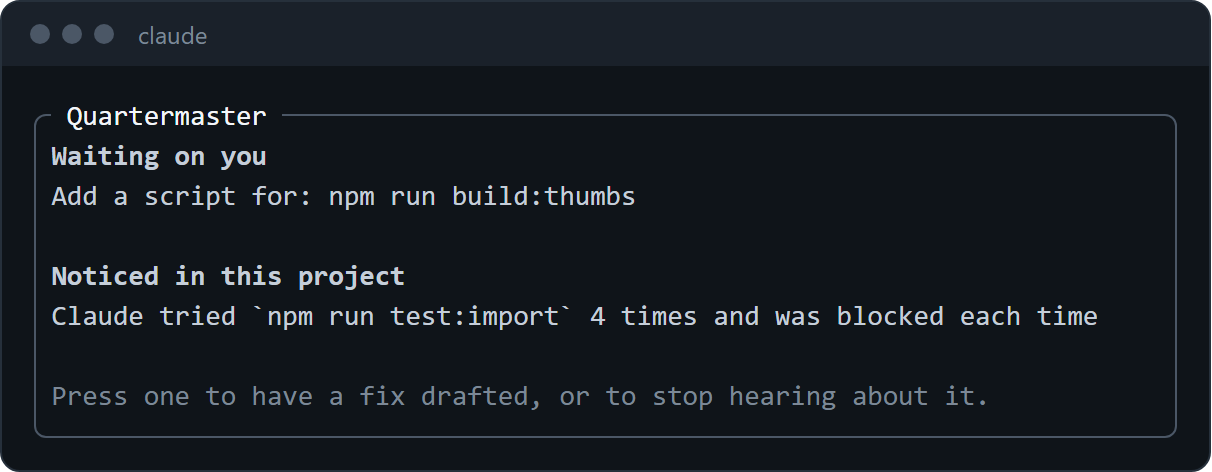 claude
Quartermaster
Waiting on you
Add a script for: npm run build:thumbs
Noticed in this project
Claude tried `npm run test:import` 4 times and was blocked each time
Press one to have a fix drafted, or to stop hearing about it.